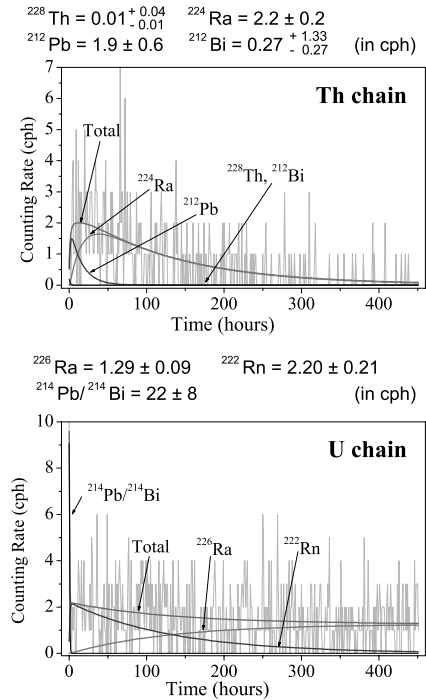 ²²⁸Th = 0.01 + 0.04 - 0.01 ²²⁴Ra = 2.2 ± 0.2
²¹²Pb = 1.9 ± 0.6 ²¹²Bi = 0.27 + 1.33 - 0.27 (in cph)
7
6
5
4
3
2
1
0
Counting Rate (cph)
Th chain
Total
²²⁴Ra
²¹²Pb
²²⁸Th, ²¹²Bi
0 100 200 300 400
Time (hours)
²²⁶Ra = 1.29 ± 0.09 ²²²Rn = 2.20 ± 0.21
²¹⁴Pb/²¹⁴Bi = 22 ± 8 (in cph)
10
8
6
4
2
0
Counting Rate (cph)
U chain
²¹⁴Pb/²¹⁴Bi
Total
²²⁶Ra
²²²Rn
0 100 200 300 400
Time (hours)